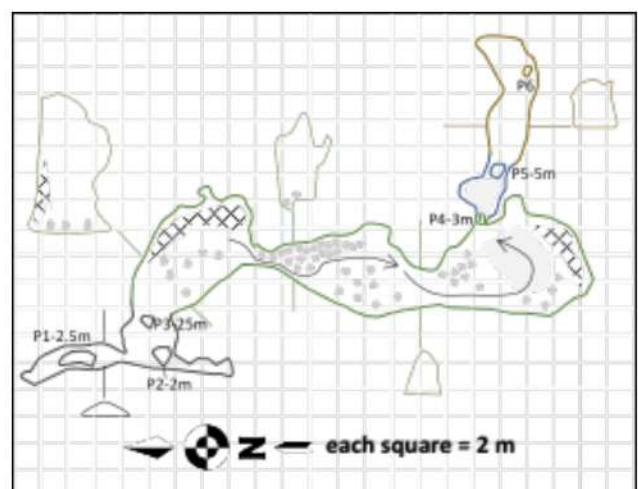 P6
P5-5m
P4-3m
P3-25m
P1-2.5m
P2-2m
N each square = 2 m